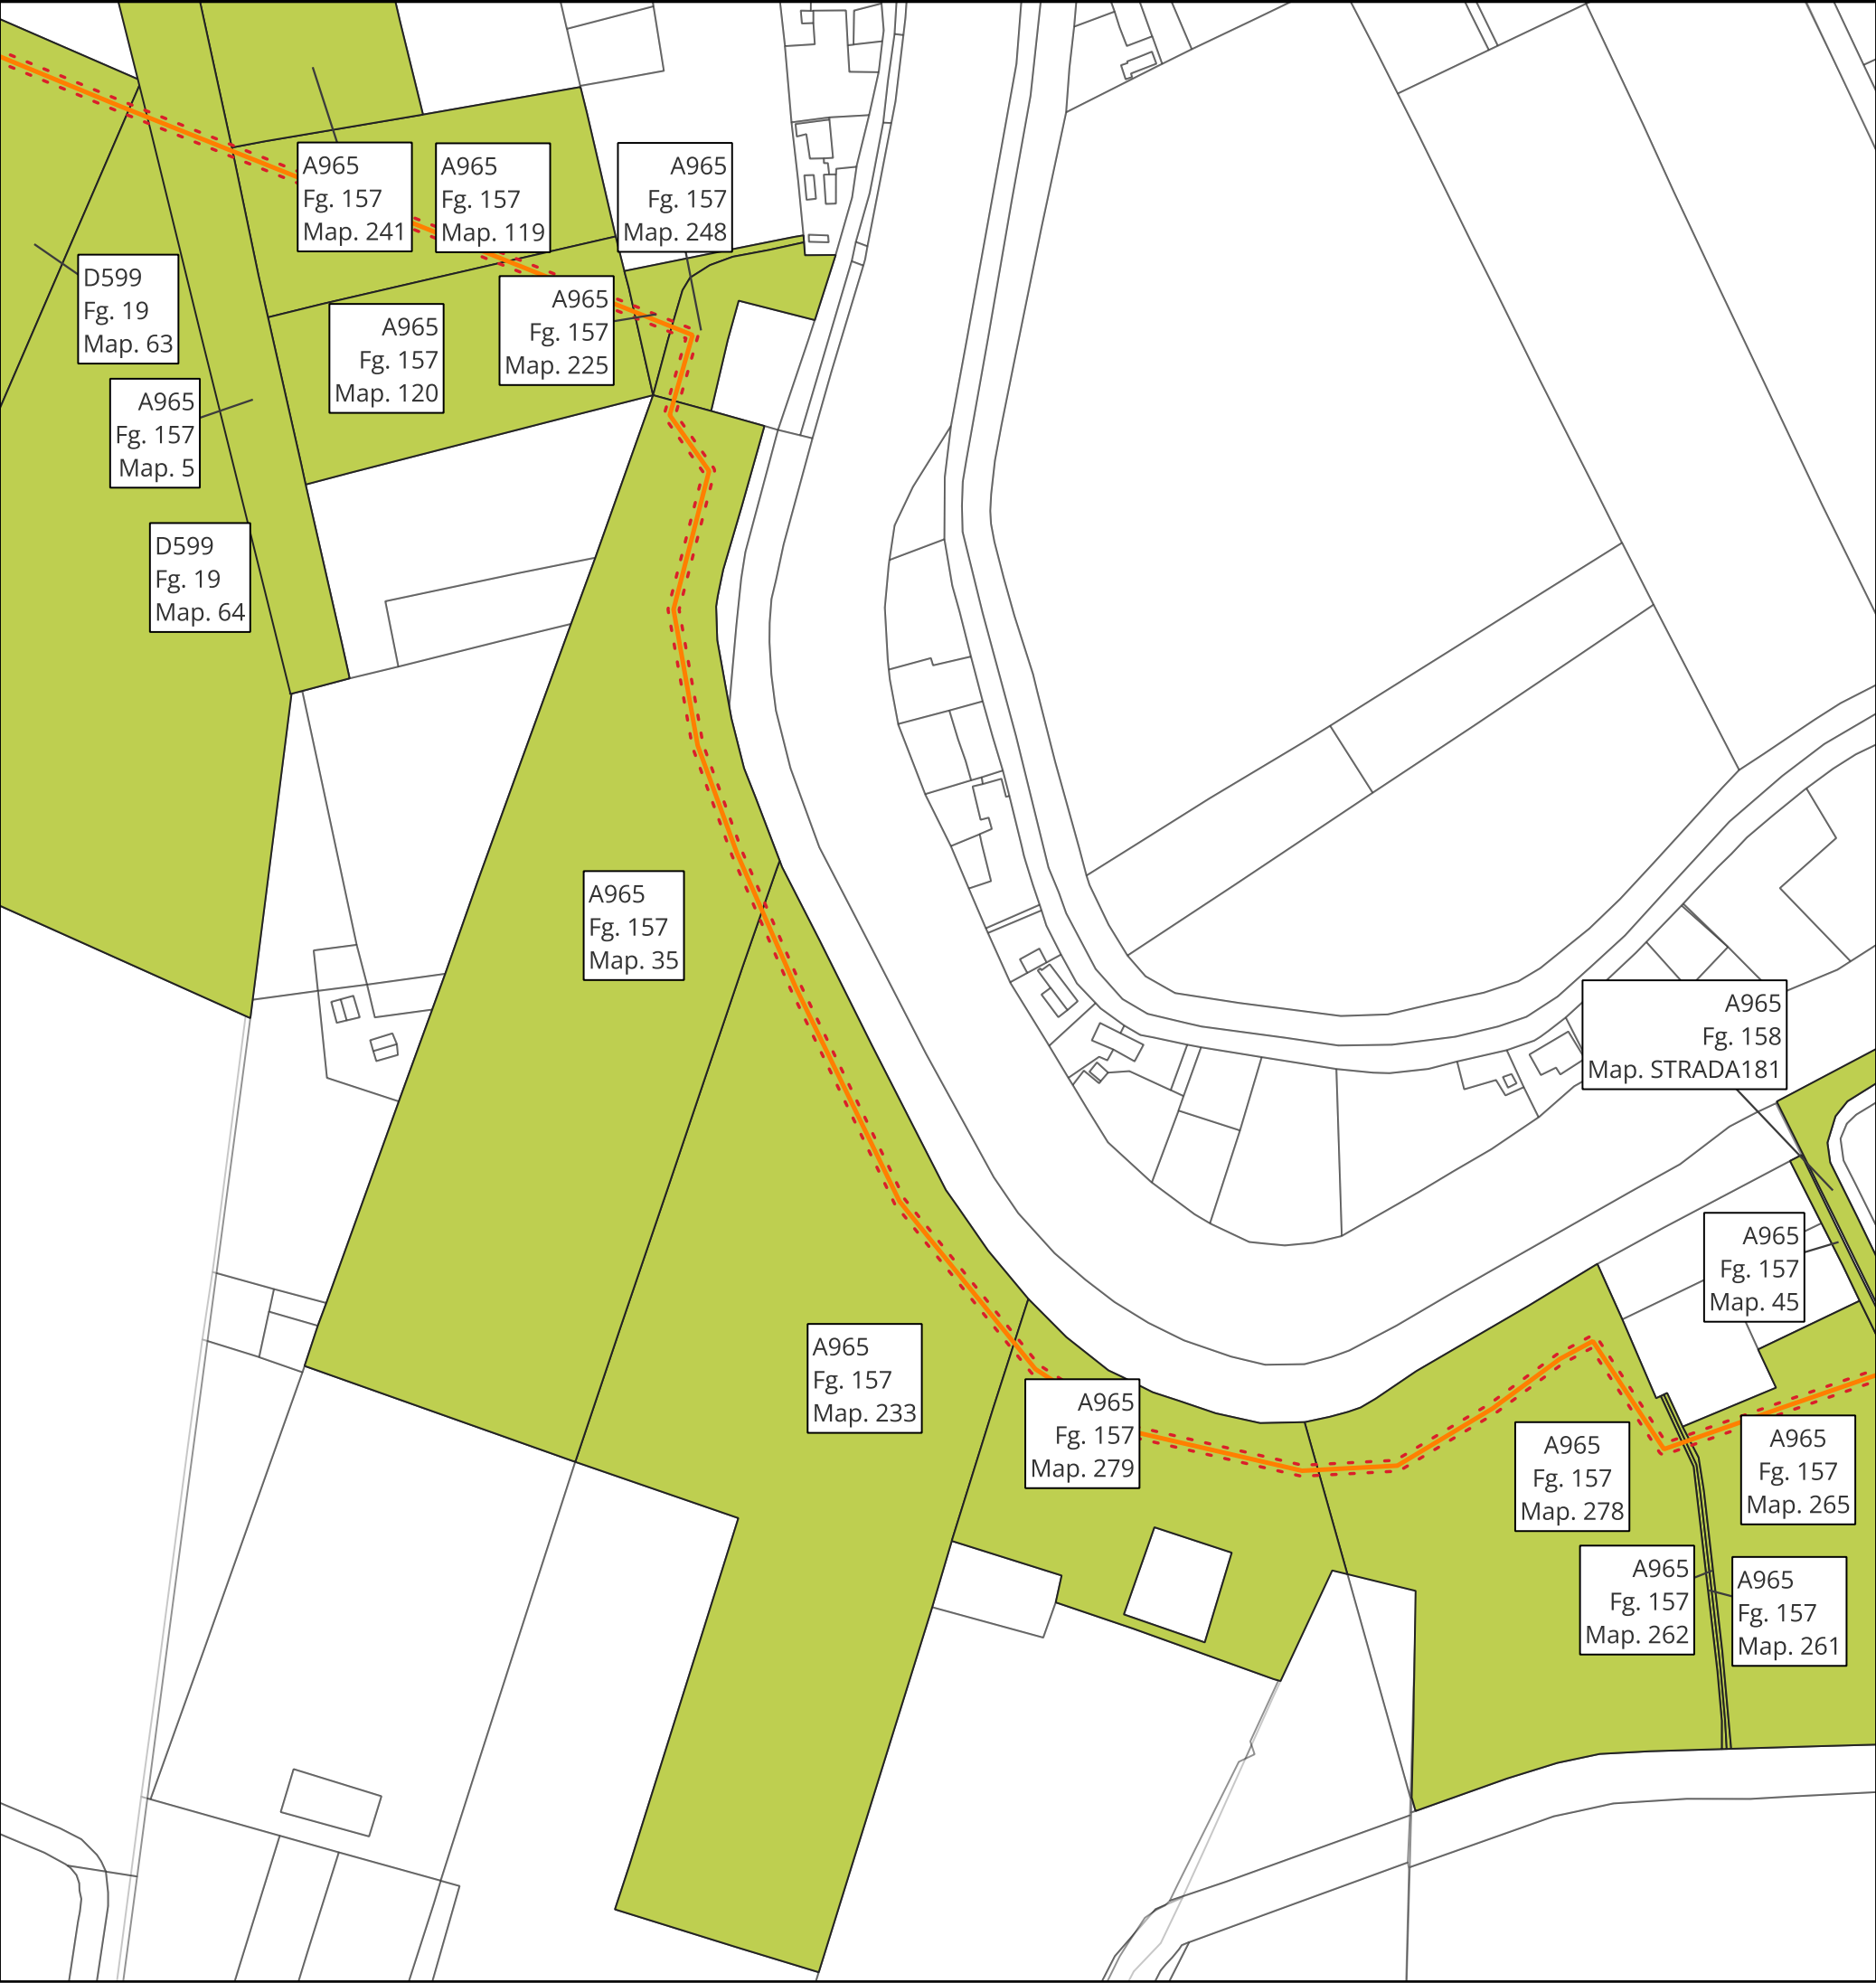 A965
Fg. 157
Map. 241
A965
Fg. 157
Map. 119
A965
Fg. 157
Map. 248
D599
Fg. 19
Map. 63
A965
Fg. 157
Map. 120
A965
Fg. 157
Map. 225
A965
Fg. 157
Map. 5
D599
Fg. 19
Map. 64
A965
Fg. 157
Map. 35
A965
Fg. 158
Map. STRADA181
A965
Fg. 157
Map. 45
A965
Fg. 157
Map. 233
A965
Fg. 157
Map. 279
A965
Fg. 157
Map. 278
A965
Fg. 157
Map. 265
A965
Fg. 157
Map. 262
A965
Fg. 157
Map. 261